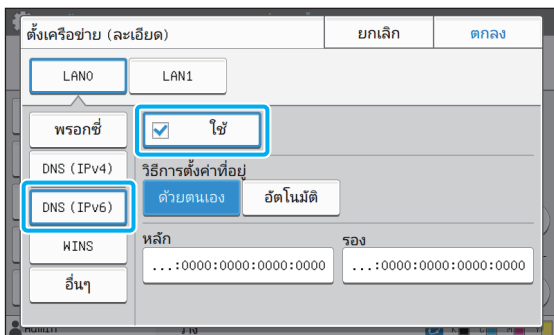 ตั้งเครือข่าย (ละเอียด) ยกเลิก ตกลง
LAN0 LAN1
พรอกซี่ ใช้
DNS (IPv4) วิธีการตั้งค่าที่อยู่
DNS (IPv6) ด้วยตนเอง อัตโนมัติ
WINS หลัก รอง
...:0000:0000:0000:0000 ...:0000:0000:0000:0000
อื่นๆ
Admin ว่าง